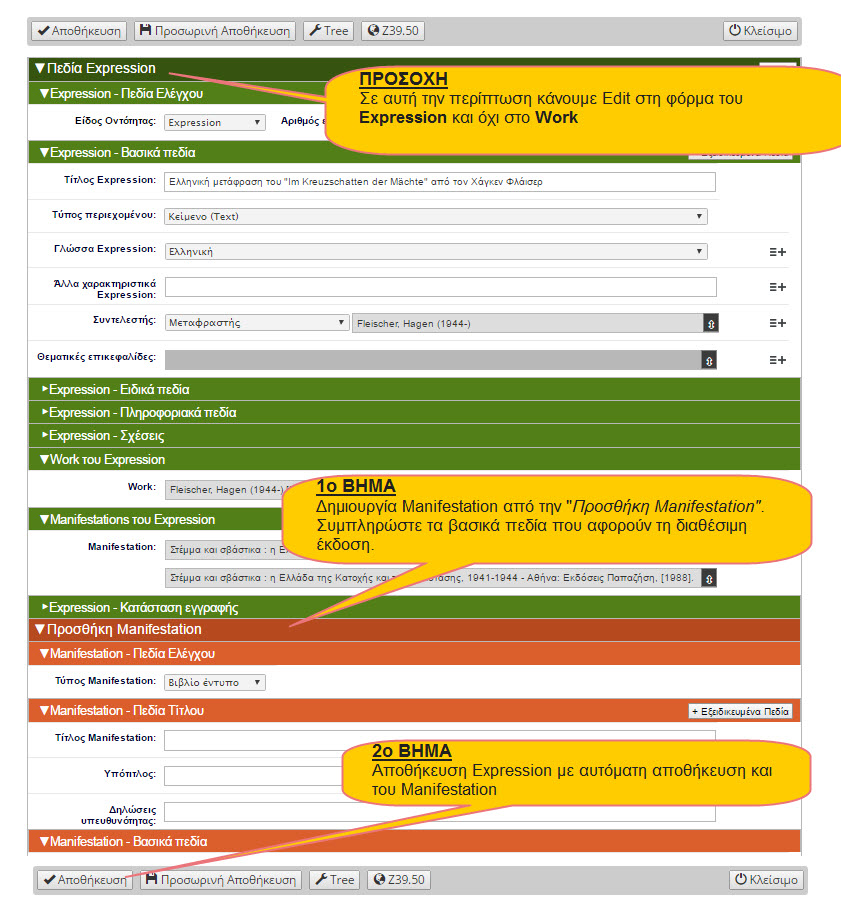 Αποθήκευση Προσωρινή Αποθήκευση Tree Z39.50 Κλείσιμο
▼Πεδία Expression
ΠΡΟΣΟΧΗ
Σε αυτή την περίπτωση κάνουμε Edit στη φόρμα του
Expression και όχι στο Work
▼Expression - Πεδία Ελέγχου
Είδος Οντότητας: Expression ▼ Αριθμός
▼Expression - Βασικά πεδία
Τίτλος Expression: Ελληνική μετάφραση του "Im Kreuzschatten der Mächte" από τον Χάγκεν Φλάισερ
Τύπος περιεχομένου: Κείμενο (Text) ▼
Γλώσσα Expression: Ελληνική ▼
Άλλα χαρακτηριστικά
Expression:
Συντελεστής: Μεταφραστής ▼ Fleischer, Hagen (1944-)
Θεματικές επικεφαλίδες:
►Expression - Ειδικά πεδία
►Expression - Πληροφοριακά πεδία
►Expression - Σχέσεις
▼Work του Expression
Work: Fleischer, Hagen (1944-)
1ο ΒΗΜΑ
Δημιουργία Manifestation από την "Προσθήκη Manifestation".
Συμπληρώστε τα βασικά πεδία που αφορούν τη διαθέσιμη
έκδοση.
▼Manifestations του Expression
Manifestation: Στέμμα και σβάστικα : η
Στέμμα και σβάστικα : η Ελλάδα της Κατοχής και 1941-1944 - Αθήνα: Εκδόσεις Παπαζήση, [1988].
►Expression - Κατάσταση εγγραφής
▼Προσθήκη Manifestation
▼Manifestation - Πεδία Ελέγχου
Τύπος Manifestation: Βιβλίο έντυπο ▼
▼Manifestation - Πεδία Τίτλου + Εξειδικευμένα Πεδία
Τίτλος Manifestation:
Υπότιτλος:
2ο ΒΗΜΑ
Αποθήκευση Expression με αυτόματη αποθήκευση και
του Manifestation
Δηλώσεις
υπευθυνότητας:
▼Manifestation - Βασικά πεδία
Αποθήκευση Προσωρινή Αποθήκευση Tree Z39.50 Κλείσιμο